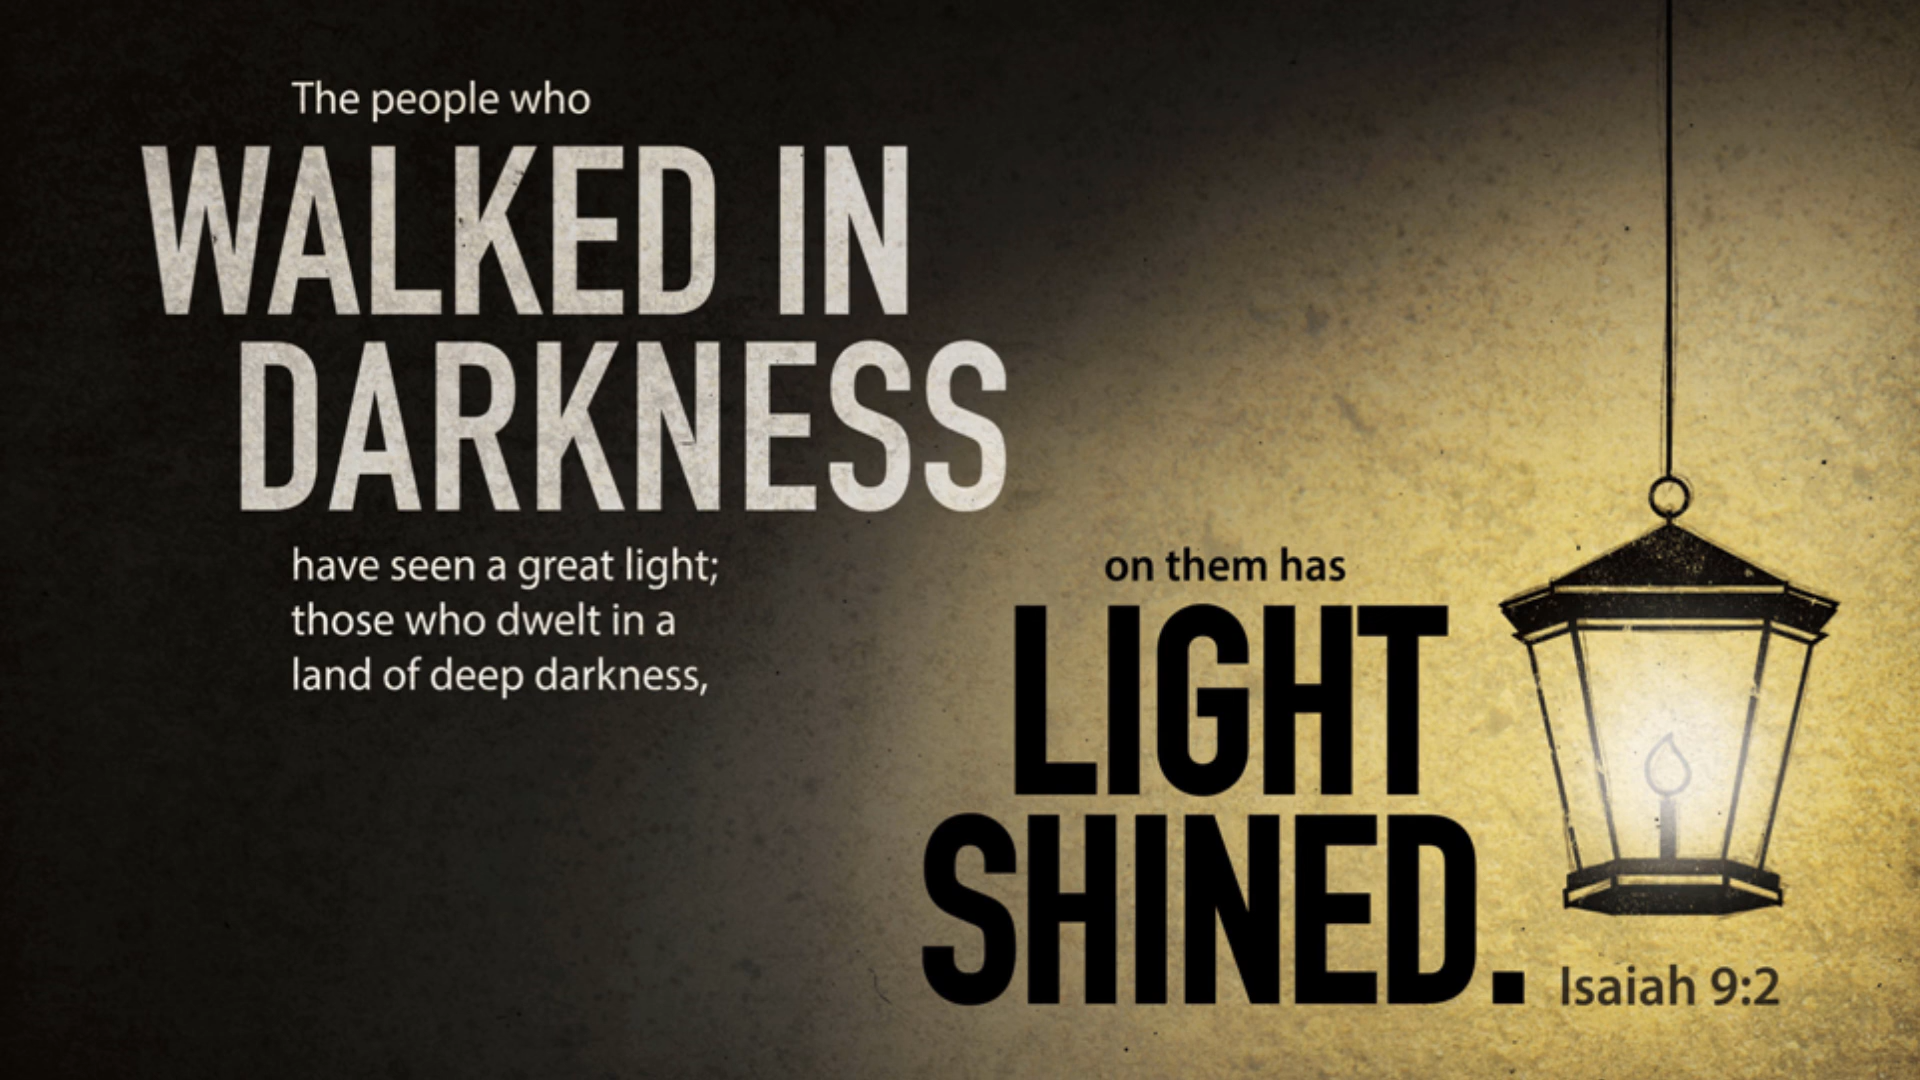 The people who
WALKED IN
DARKNESS
have seen a great light;
those who dwelt in a
land of deep darkness,
on them has
LIGHT
SHINED.
Isaiah 9:2